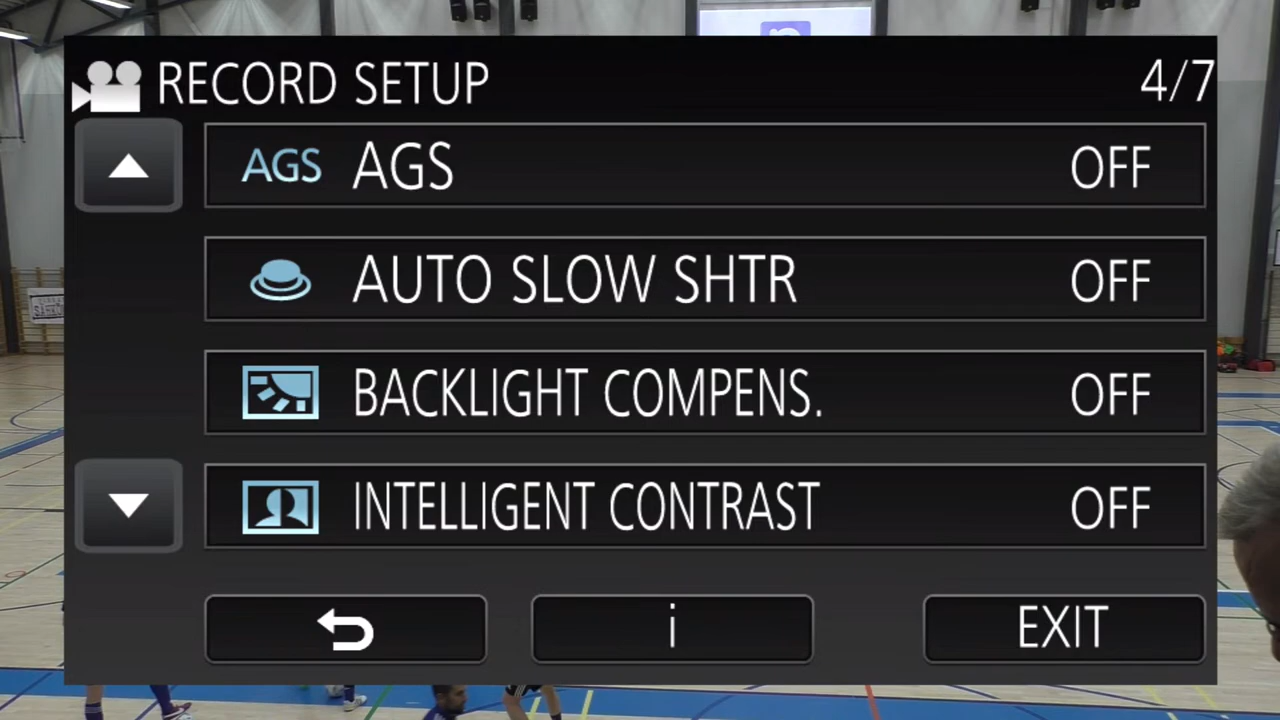 RECORD SETUP 4/7
AGS AGS OFF
AUTO SLOW SHTR OFF
BACKLIGHT COMPENS. OFF
INTELLIGENT CONTRAST OFF
i EXIT